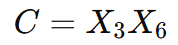 C = X₃X₆